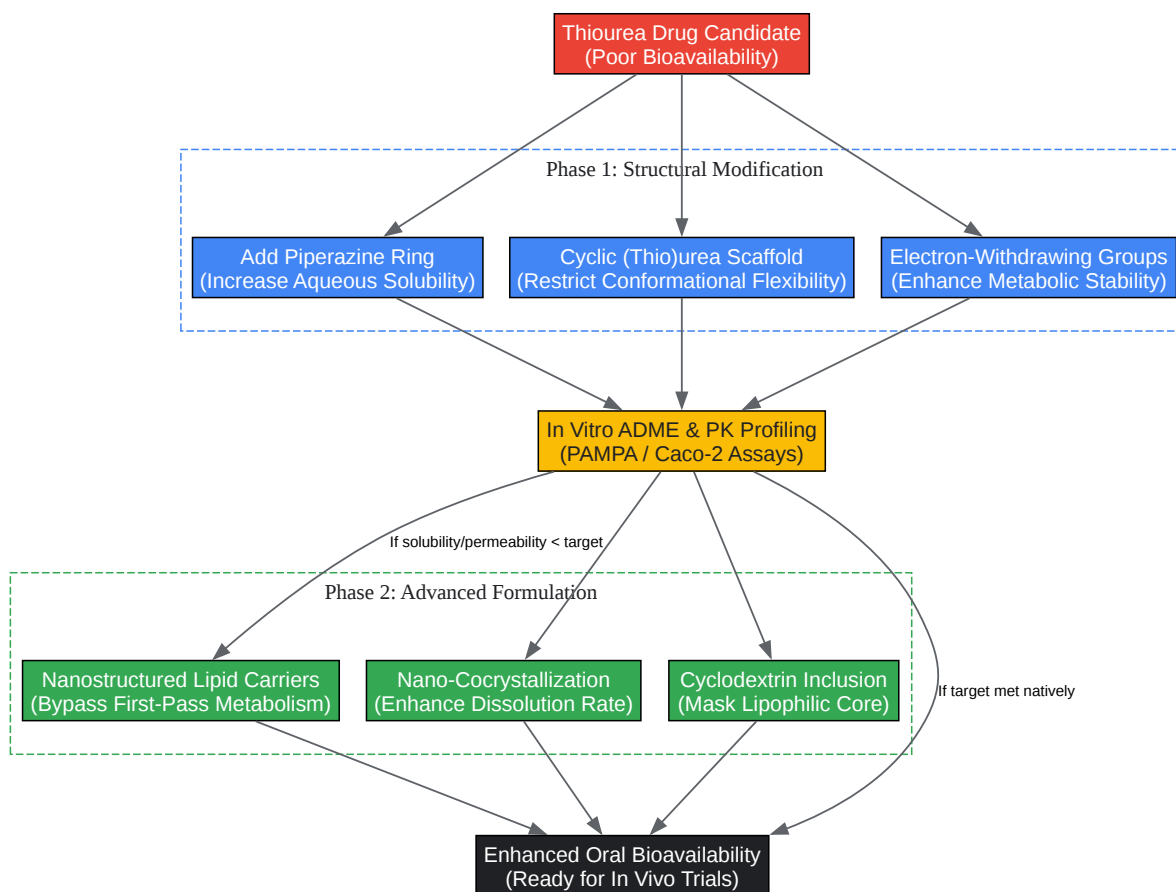 Thiourea Drug Candidate
(Poor Bioavailability)
Phase 1: Structural Modification
Add Piperazine Ring
(Increase Aqueous Solubility)
Cyclic (Thio)urea Scaffold
(Restrict Conformational Flexibility)
Electron-Withdrawing Groups
(Enhance Metabolic Stability)
In Vitro ADME & PK Profiling
(PAMPA / Caco-2 Assays)
If solubility/permeability < target
Phase 2: Advanced Formulation
Nanostructured Lipid Carriers
(Bypass First-Pass Metabolism)
Nano-Cocrystallization
(Enhance Dissolution Rate)
Cyclodextrin Inclusion
(Mask Lipophilic Core)
If target met natively
Enhanced Oral Bioavailability
(Ready for In Vivo Trials)